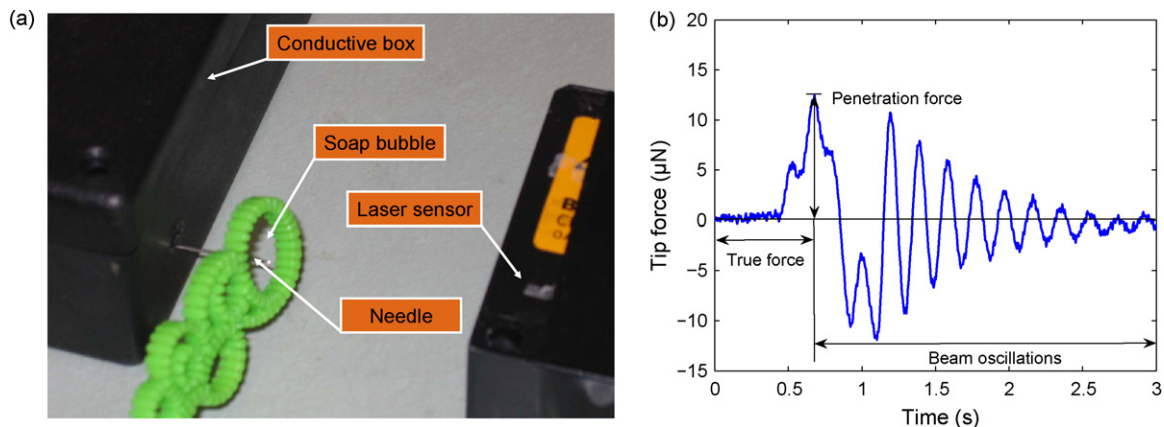 (a)
Conductive box
Soap bubble
Laser sensor
Needle
(b)
20
15
10
5
0
−5
−10
−15
Tip force (µN)
Penetration force
True force
Beam oscillations
0
0.5
1
1.5
2
2.5
3
Time (s)